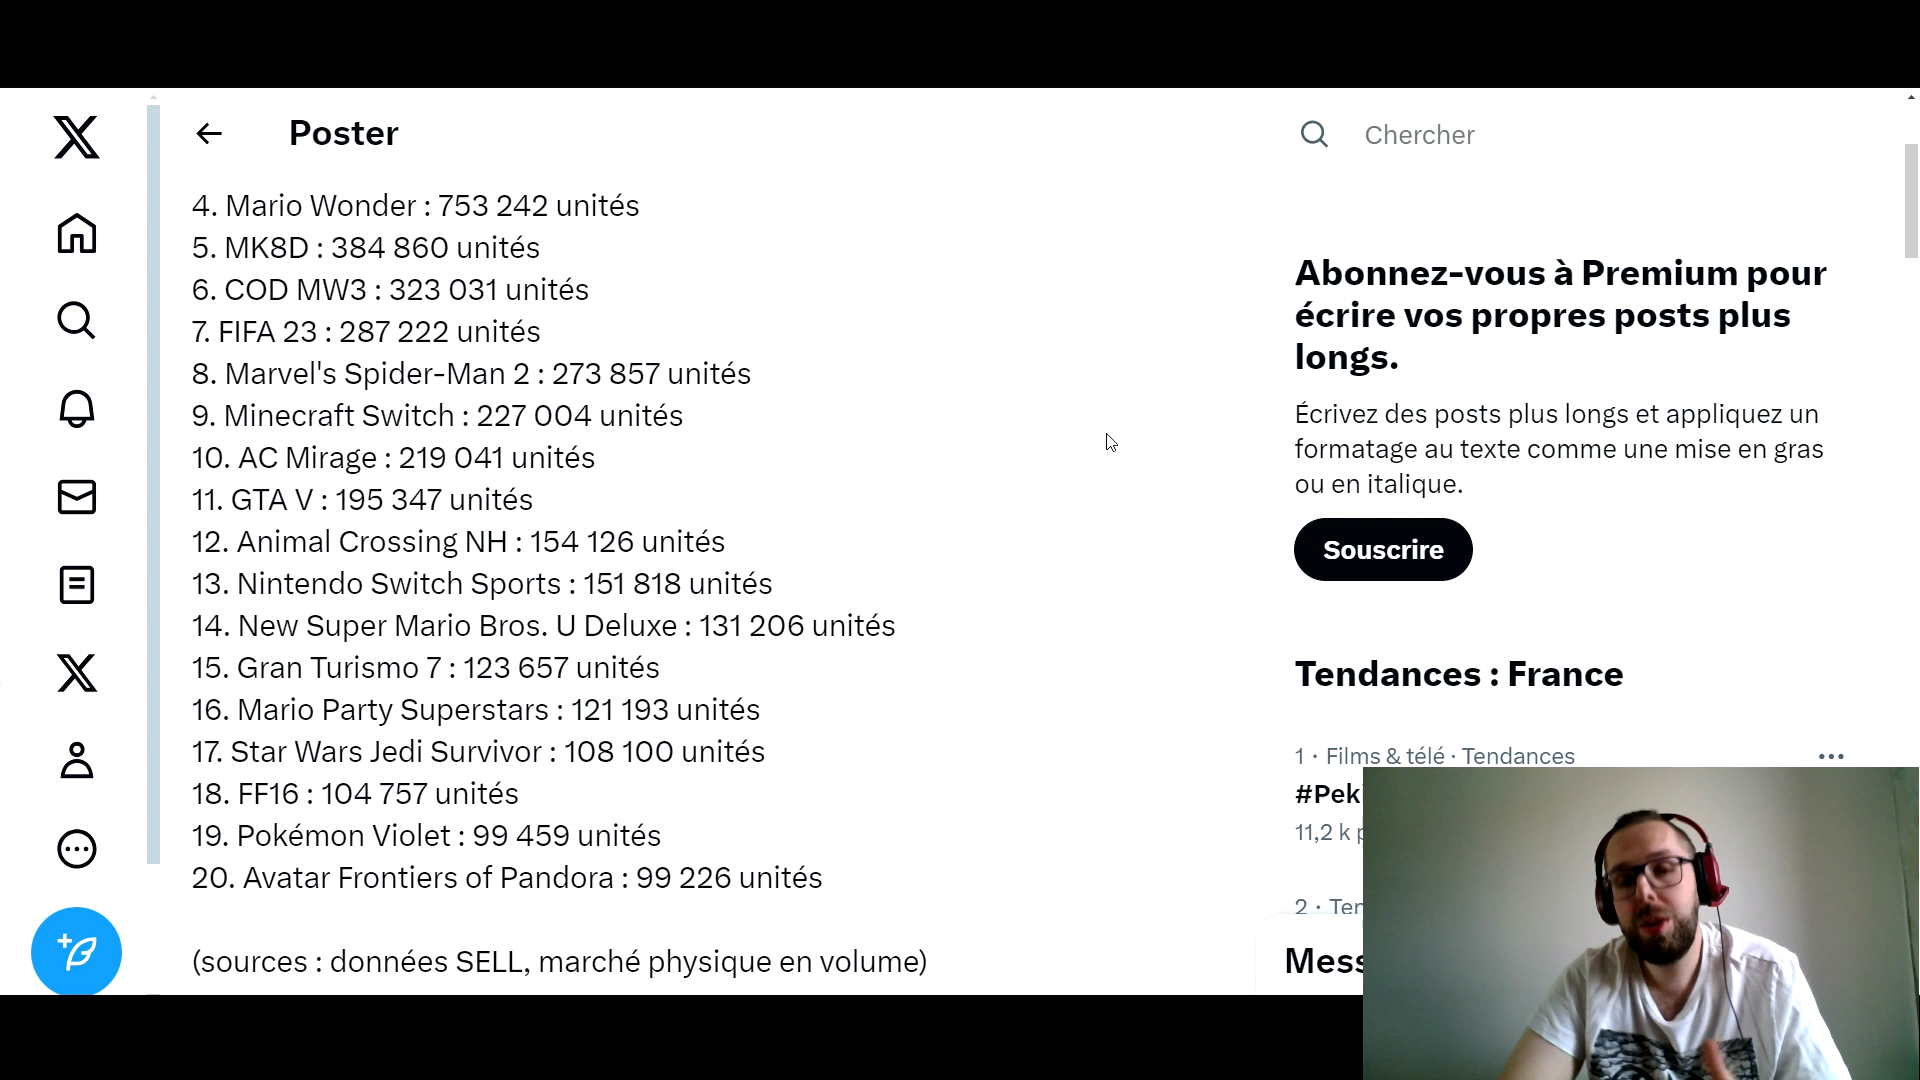 Poster
4. Mario Wonder : 753 242 unités
5. MK8D : 384 860 unités
6. COD MW3 : 323 031 unités
7. FIFA 23 : 287 222 unités
8. Marvel's Spider-Man 2 : 273 857 unités
9. Minecraft Switch : 227 004 unités
10. AC Mirage : 219 041 unités
11. GTA V : 195 347 unités
12. Animal Crossing NH : 154 126 unités
13. Nintendo Switch Sports : 151 818 unités
14. New Super Mario Bros. U Deluxe : 131 206 unités
15. Gran Turismo 7 : 123 657 unités
16. Mario Party Superstars : 121 193 unités
17. Star Wars Jedi Survivor : 108 100 unités
18. FF16 : 104 757 unités
19. Pokémon Violet : 99 459 unités
20. Avatar Frontiers of Pandora : 99 226 unités
(sources : données SELL, marché physique en volume)
Chercher
Abonnez-vous à Premium pour
écrire vos propres posts plus
longs.
Écrivez des posts plus longs et appliquez un
formatage au texte comme une mise en gras
ou en italique.
Souscrire
Tendances : France
1 · Films & télé · Tendances
#Pek
11,2 k p
2 · Ten
Mess